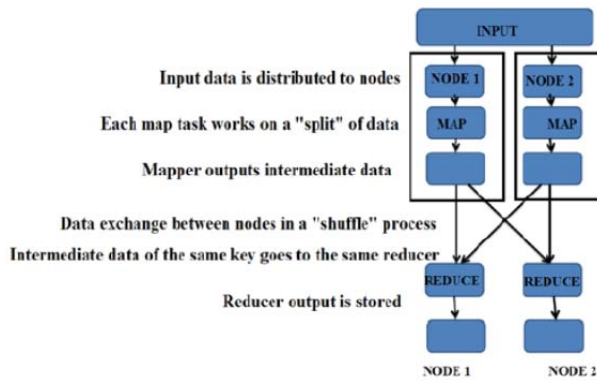 INPUT
Input data is distributed to nodes
NODE 1
NODE 2
Each map task works on a "split" of data
MAP
MAP
Mapper outputs intermediate data
Data exchange between nodes in a "shuffle" process
Intermediate data of the same key goes to the same reducer
REDUCE
REDUCE
Reducer output is stored
NODE 1
NODE 2